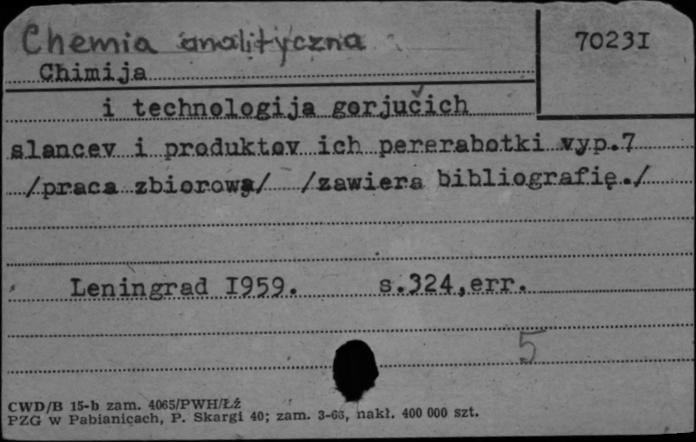 Chemia analityczna
70231
Chimija
i technologija gorjučich
slancev i produktov ich pererabotki vyp.7
/praca zbiorowa/ /zawiera bibliografię./
Leningrad 1959. s.324,err.
5
CWD/B 15-b zam. 4065/PWH/Łź
PZG w Pabianicach, P. Skargi 40; zam. 3-66, nakł. 400 000 szt.